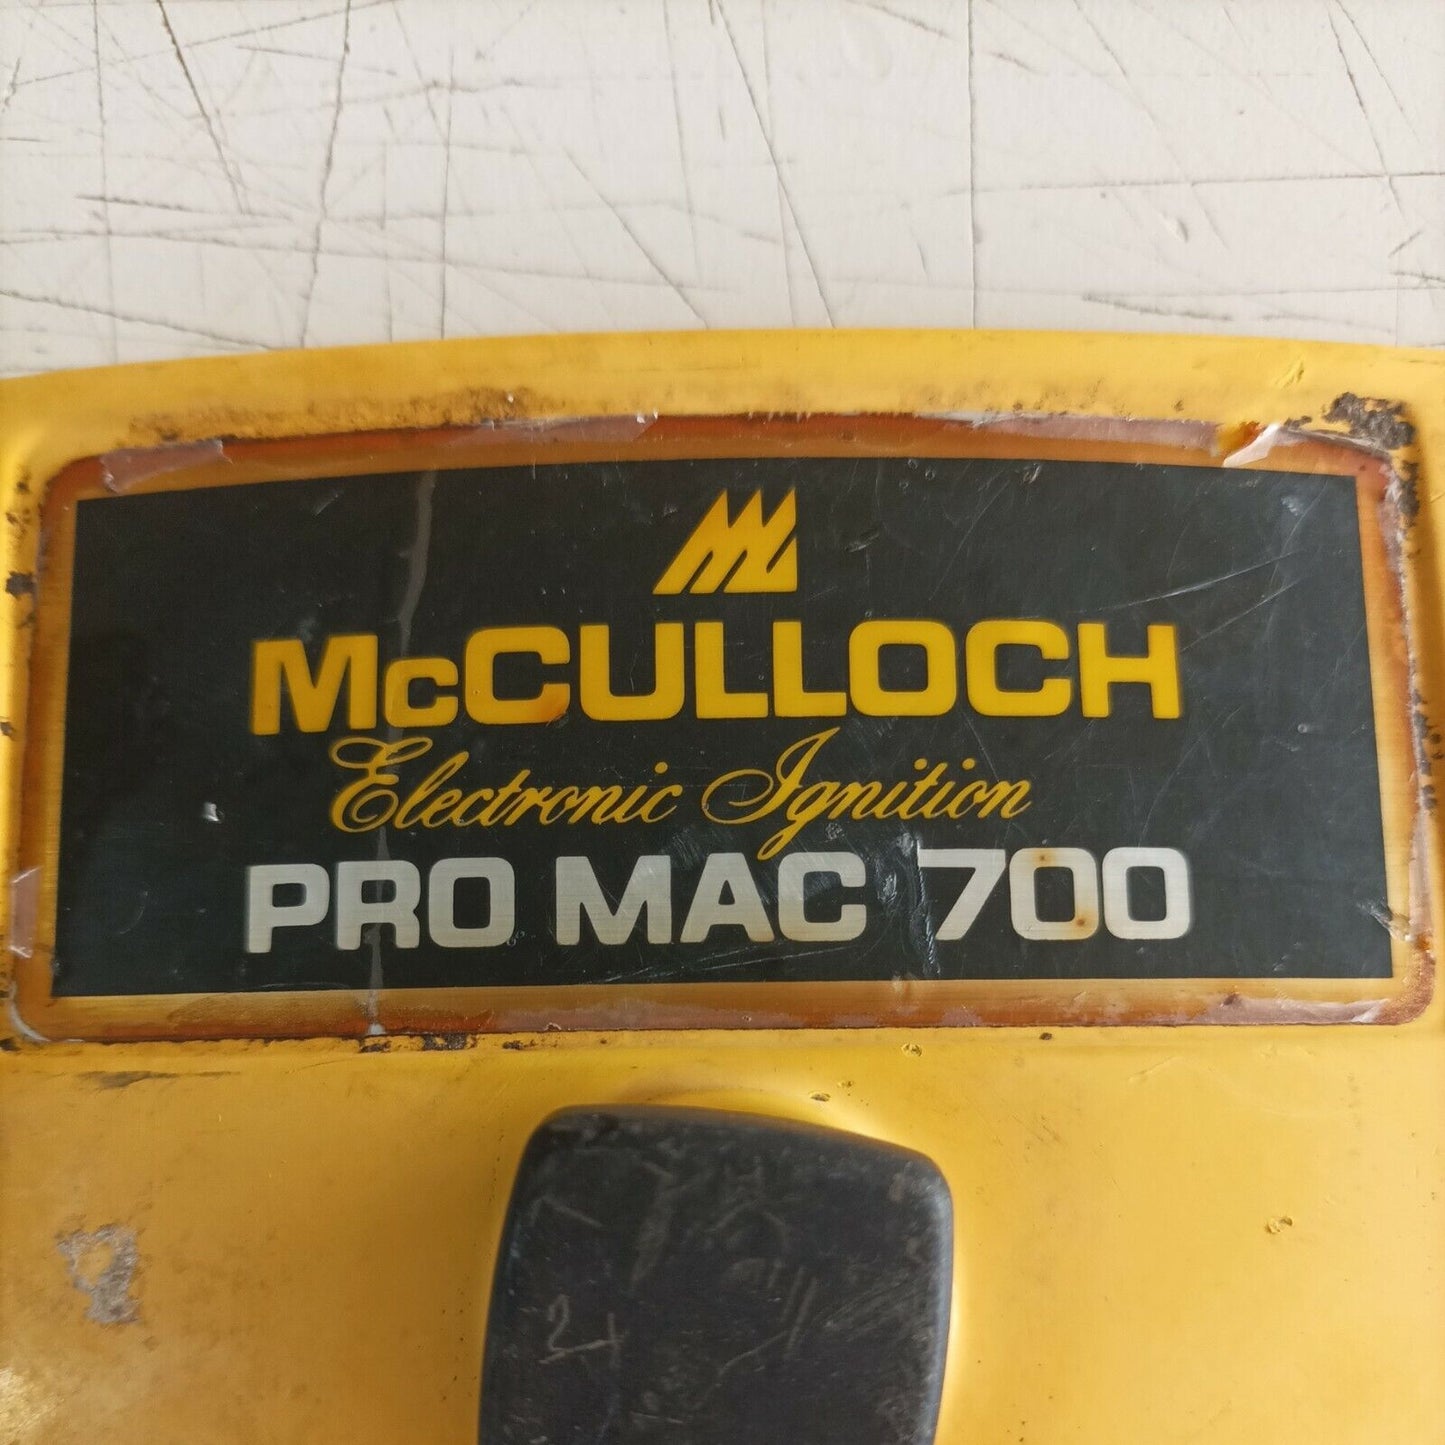 McCULLOCH
Electronic Ignition
PRO MAC 700